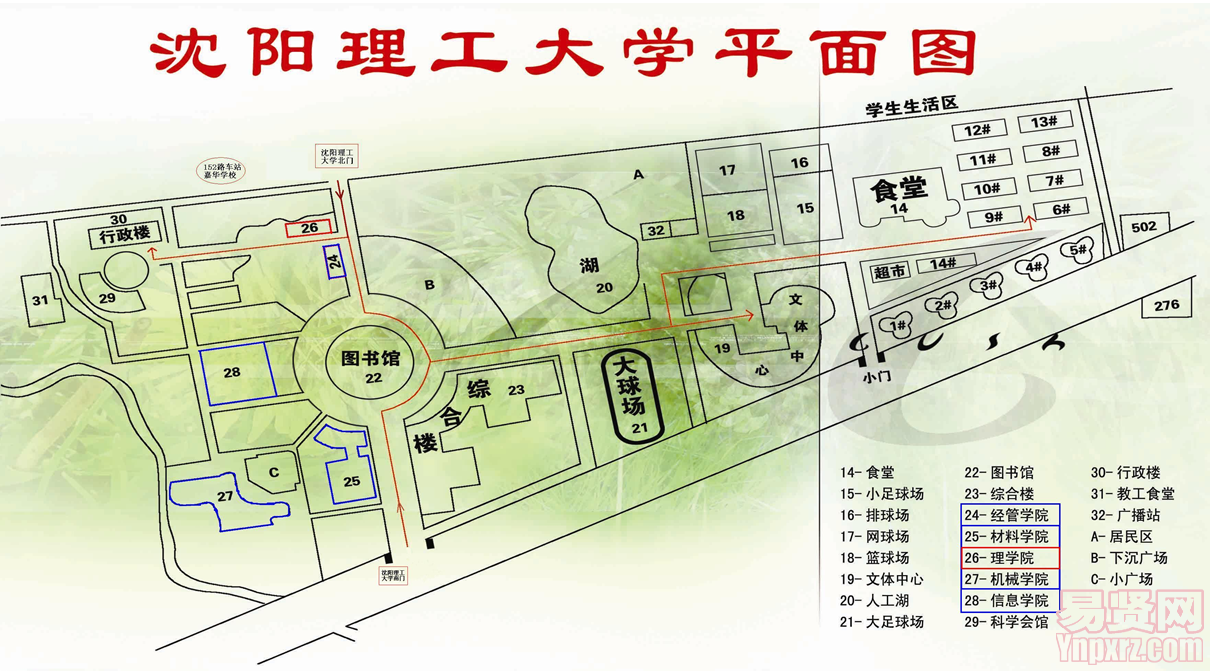 沈阳理工大学平面图
学生生活区
152路车站
嘉华学校
沈阳理工
大学北门
30
行政楼
26
24
29
31
28
27
C
25
B
图书馆
22
综合楼
23
湖
20
A
32
17
16
18
15
大球场
21
19
文体中心
食堂
14
12#
13#
11#
8#
10#
7#
9#
6#
超市
14#
1#
2#
3#
4#
5#
502
276
小门
沈阳理工
大学南门
14- 食堂
15- 小足球场
16- 排球场
17- 网球场
18- 篮球场
19- 文体中心
20- 人工湖
21- 大足球场
22- 图书馆
23- 综合楼
24- 经管学院
25- 材料学院
26- 理学院
27- 机械学院
28- 信息学院
29- 科学会馆
30- 行政楼
31- 教工食堂
32- 广播站
A- 居民区
B- 下沉广场
C- 小广场
易贤网
Ynpxrz.com